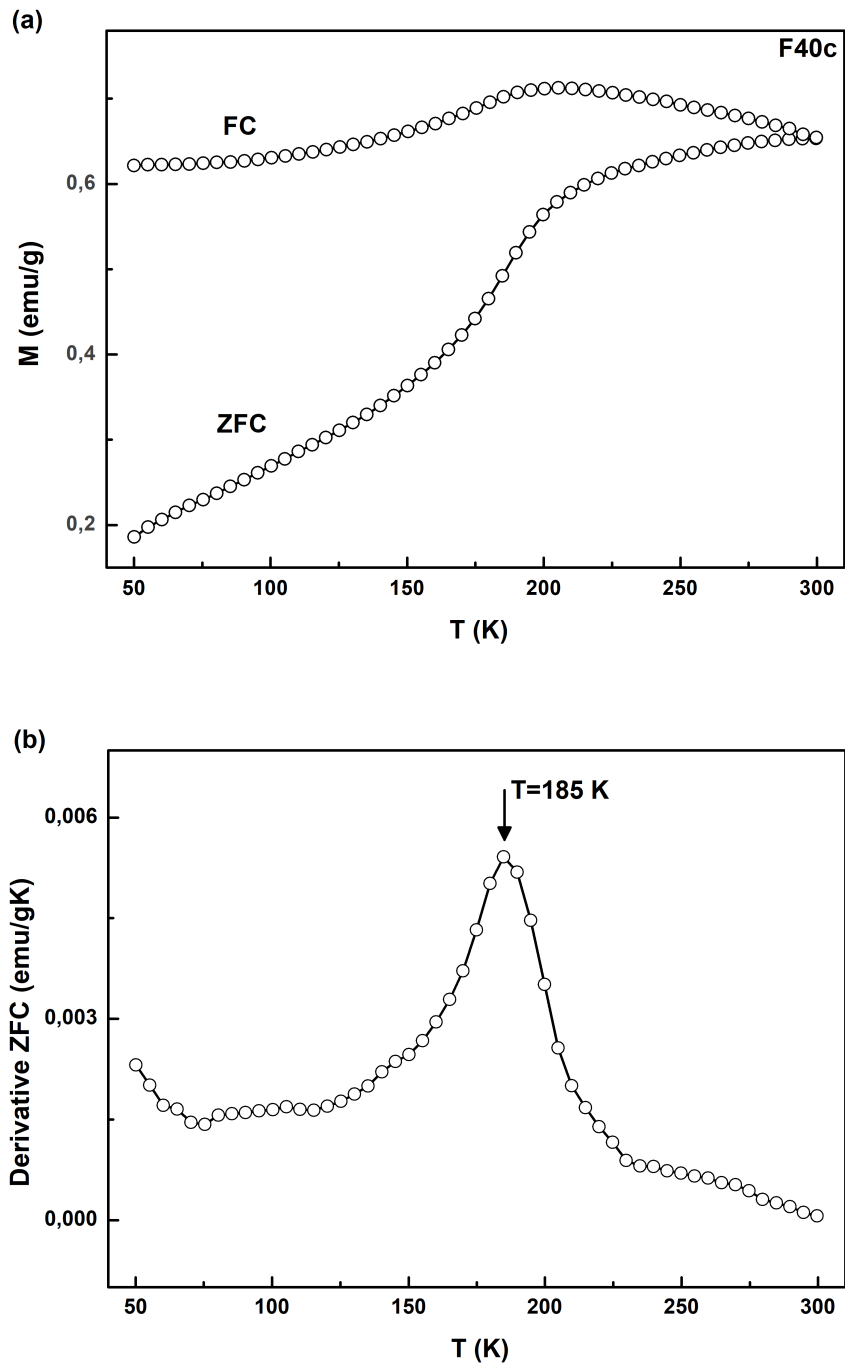 (a)
F40c
FC
ZFC
0,6
0,4
0,2
M (emu/g)
50 100 150 200 250 300
T (K)
(b)
T=185 K
0,006
0,003
0,000
Derivative ZFC (emu/gK)
50 100 150 200 250 300
T (K)